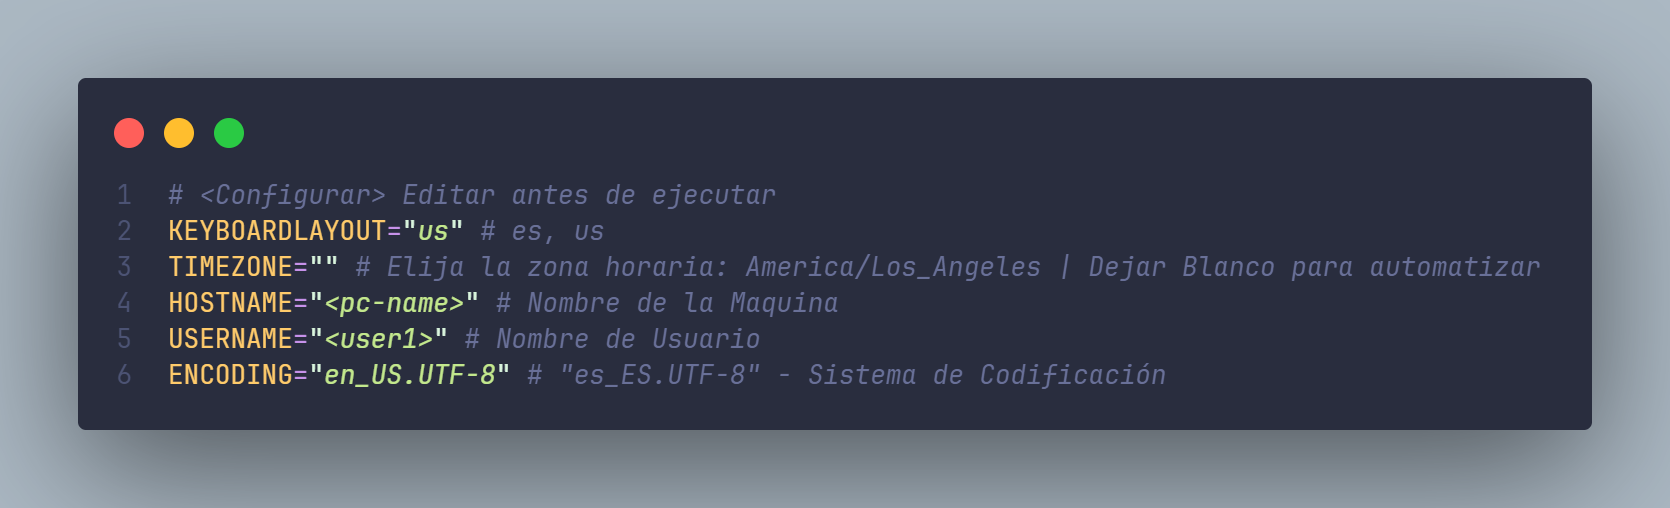 1 # <Configurar> Editar antes de ejecutar
2 KEYBOARDLAYOUT="us" # es, us
3 TIMEZONE="" # Elija la zona horaria: America/Los_Angeles | Dejar Blanco para automatizar
4 HOSTNAME="<pc-name>" # Nombre de la Maquina
5 USERNAME="<user1>" # Nombre de Usuario
6 ENCODING="en_US.UTF-8" # "es_ES.UTF-8" - Sistema de Codificación